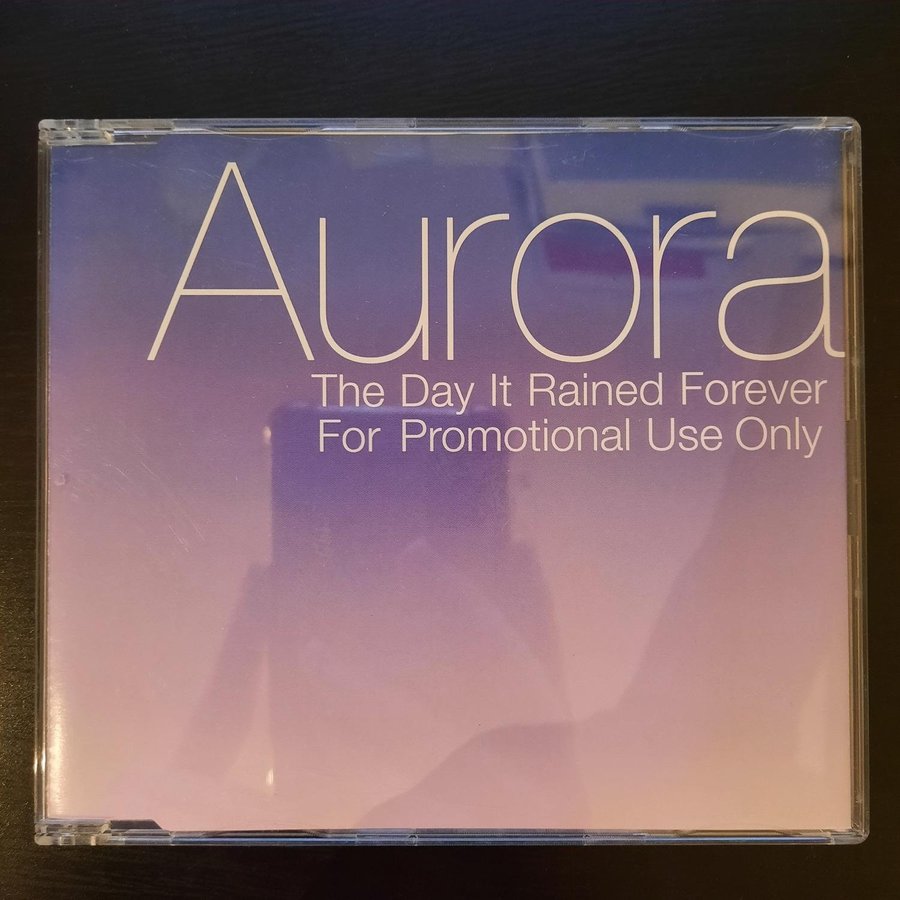 Aurora
The Day It Rained Forever
For Promotional Use Only